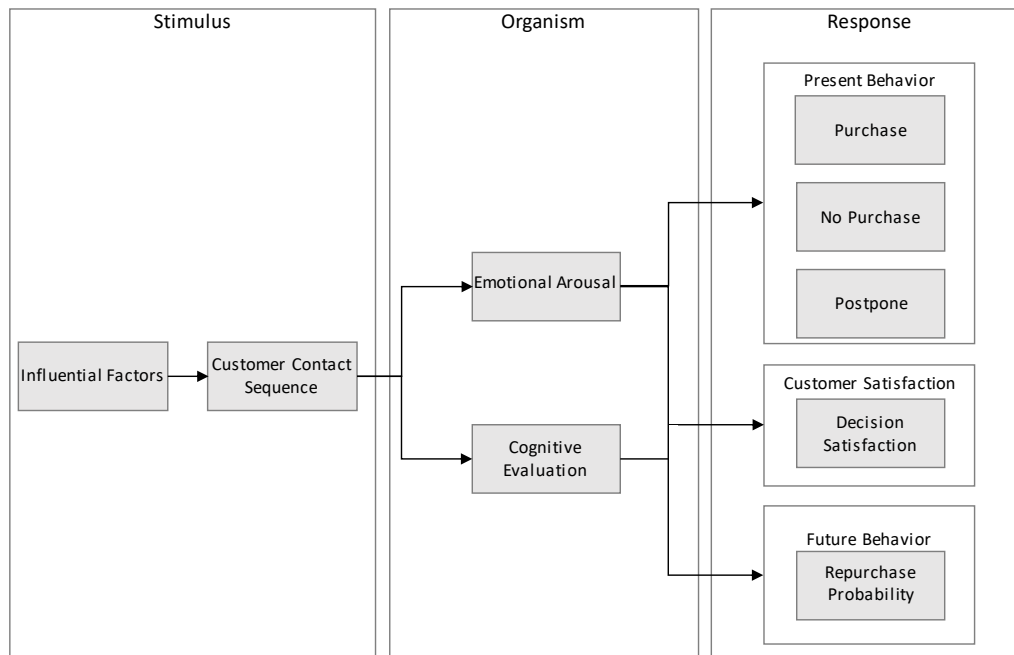 Stimulus
Influential Factors
Customer Contact
Sequence
Organism
Emotional Arousal
Cognitive
Evaluation
Response
Present Behavior
Purchase
No Purchase
Postpone
Customer Satisfaction
Decision
Satisfaction
Future Behavior
Repurchase
Probability